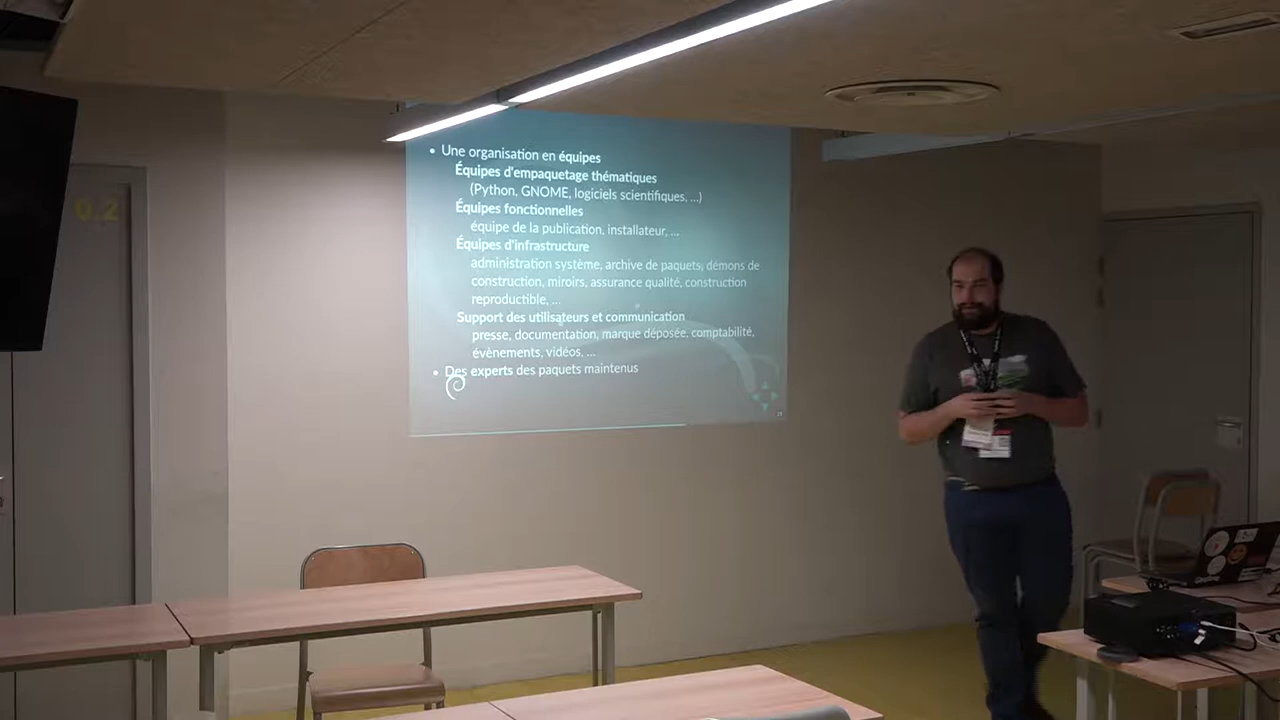 0.2
• Une organisation en équipes
Équipes d'empaquetage thématiques
(Python, GNOME, logiciels scientifiques, ...)
Équipes fonctionnelles
équipe de la publication, installateur, ...
Équipes d'infrastructure
administration système, archive de paquets, démons de
construction, miroirs, assurance qualité, construction
reproductible, ...
Support des utilisateurs et communication
presse, documentation, marque déposée, comptabilité,
évènements, vidéos, ...
• Des experts des paquets maintenus